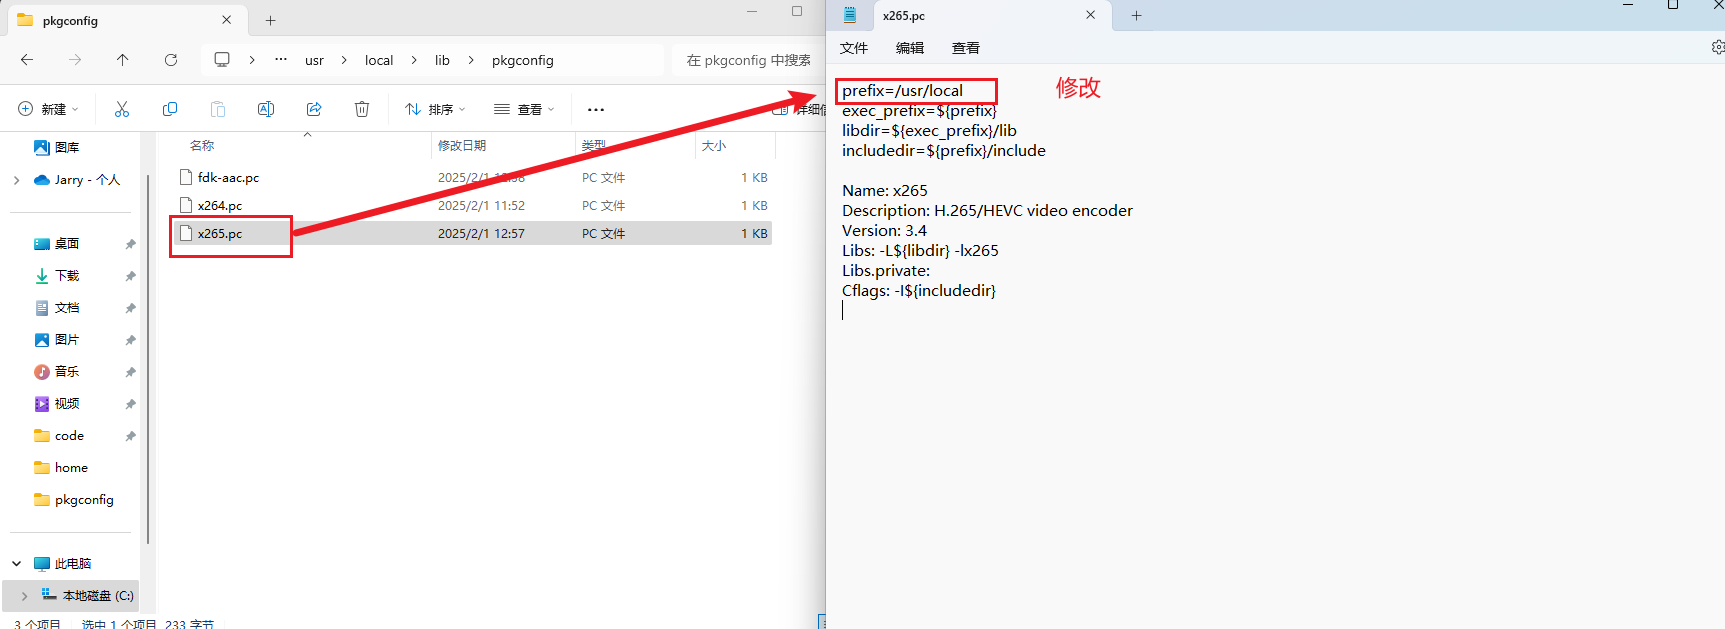 pkgconfig
usr local lib pkgconfig 在 pkgconfig 中搜索
新建 排序 查看
名称 修改日期 类型 大小
图库
Jarry - 个人
桌面
下载
文档
图片
音乐
视频
code
home
pkgconfig
此电脑
本地磁盘 (C:)
fdk-aac.pc 2025/2/1 PC 文件 1 KB
x264.pc 2025/2/1 11:52 PC 文件 1 KB
x265.pc 2025/2/1 12:57 PC 文件 1 KB
3 个项目 选中 1 个项目 233 字节
x265.pc
文件 编辑 查看
prefix=/usr/local
修改
exec_prefix=${prefix}
libdir=${exec_prefix}/lib
includedir=${prefix}/include
Name: x265
Description: H.265/HEVC video encoder
Version: 3.4
Libs: -L${libdir} -lx265
Libs.private:
Cflags: -I${includedir}